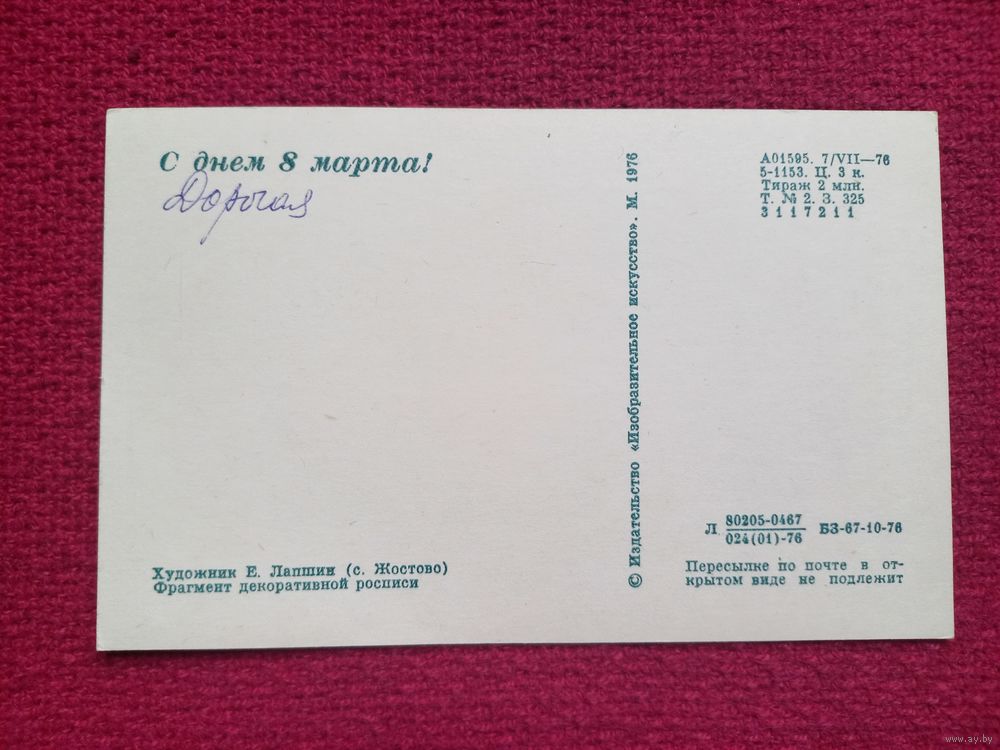 С днем 8 марта!
Дорогая
Художник Е. Лапшин (с. Жостово)
Фрагмент декоративной росписи
© Издательство «Изобразительное искусство». М. 1976
А01595. 7/VII—76
5-1153. Ц. 3 к.
Тираж 2 млн.
Т. № 2. З. 325
3117211
Л 80205-0467 БЗ-67-10-76
024(01)-76
Пересылке по почте в от-
крытом виде не подлежит
www.ay.by